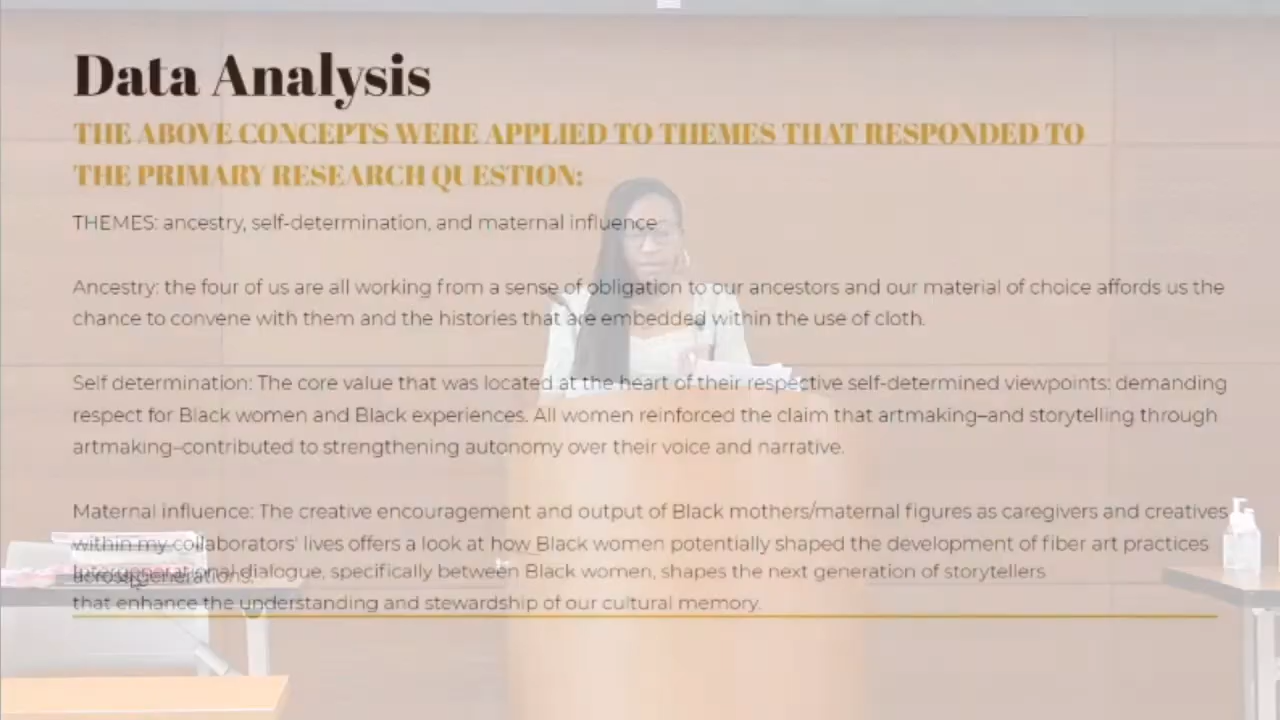 Data Analysis
THE ABOVE CONCEPTS WERE APPLIED TO THEMES THAT RESPONDED TO
THE PRIMARY RESEARCH QUESTION:
THEMES: ancestry, self-determination, and maternal influence
Ancestry: the four of us are all working from a sense of obligation to our ancestors and our material of choice affords us the
chance to convene with them and the histories that are embedded within the use of cloth.
Self determination: The core value that was located at the heart of their respective self-determined viewpoints: demanding
respect for Black women and Black experiences. All women reinforced the claim that artmaking–and storytelling through
artmaking–contributed to strengthening autonomy over their voice and narrative.
Maternal influence: The creative encouragement and output of Black mothers/maternal figures as caregivers and creatives
within my collaborators' lives offers a look at how Black women potentially shaped the development of fiber art practices
across generations.
Intergenerational dialogue, specifically between Black women, shapes the next generation of storytellers
that enhance the understanding and stewardship of our cultural memory.